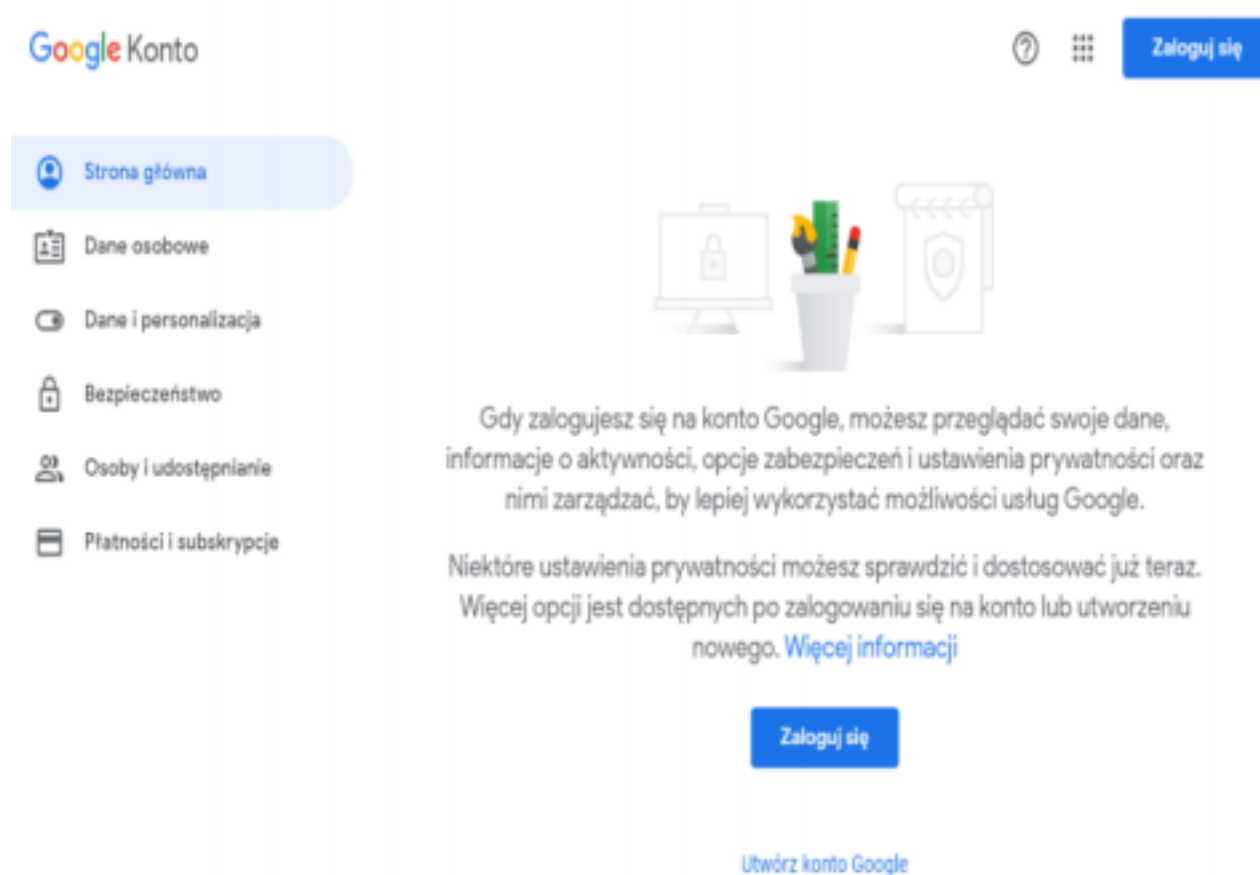 Google Konto
Zaloguj się
Strona główna
Dane osobowe
Dane i personalizacja
Bezpieczeństwo
Osoby i udostępnianie
Płatności i subskrypcje
Gdy zalogujesz się na konto Google, możesz przeglądać swoje dane,
informacje o aktywności, opcje zabezpieczeń i ustawienia prywatności oraz
nimi zarządzać, by lepiej wykorzystać możliwości usług Google.
Niektóre ustawienia prywatności możesz sprawdzić i dostosować już teraz.
Więcej opcji jest dostępnych po zalogowaniu się na konto lub utworzeniu
nowego. Więcej informacji
Zaloguj się
Utwórz konto Google